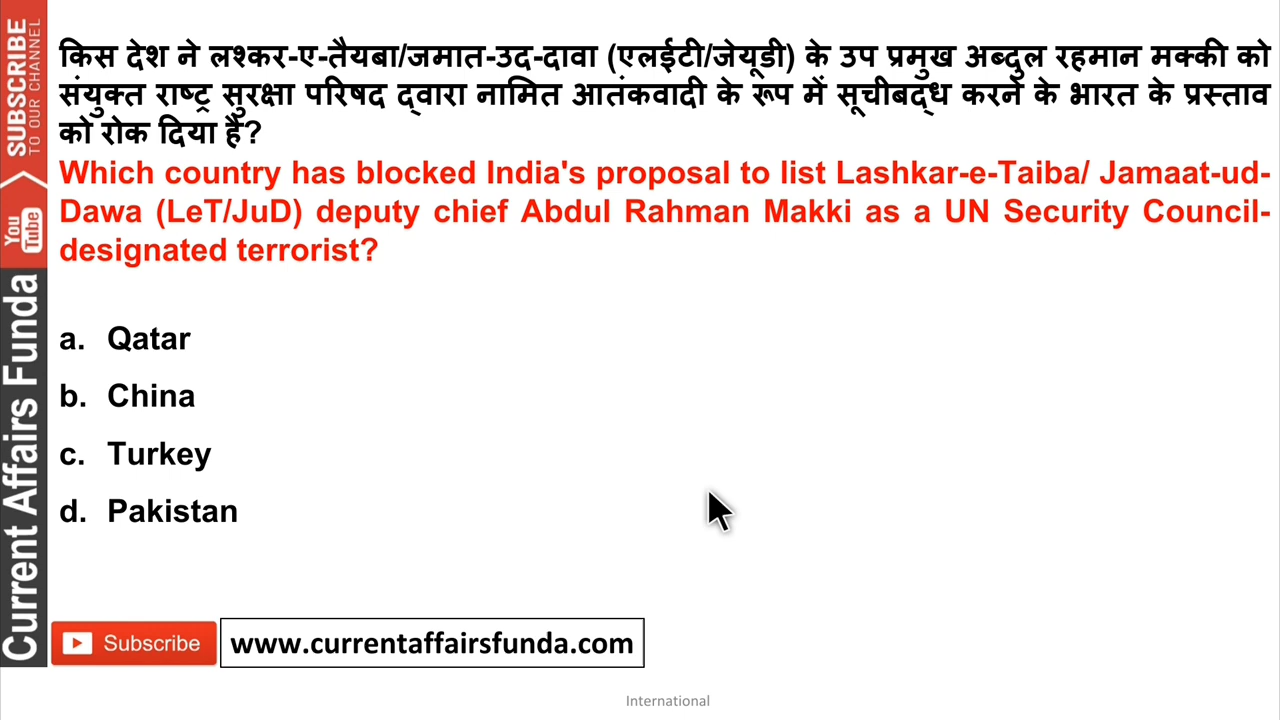 किस देश ने लश्कर-ए-तैयबा/जमात-उद-दावा (एलईटी/जेयूडी) के उप प्रमुख अब्दुल रहमान मक्की को
संयुक्त राष्ट्र सुरक्षा परिषद द्वारा नामित आतंकवादी के रूप में सूचीबद्ध करने के भारत के प्रस्ताव
को रोक दिया है?
Which country has blocked India's proposal to list Lashkar-e-Taiba/ Jamaat-ud-
Dawa (LeT/JuD) deputy chief Abdul Rahman Makki as a UN Security Council-
designated terrorist?
a. Qatar
b. China
c. Turkey
d. Pakistan
SUBSCRIBE
TO OUR CHANNEL
You
Tube
Current Affairs Funda
Subscribe
www.currentaffairsfunda.com
International